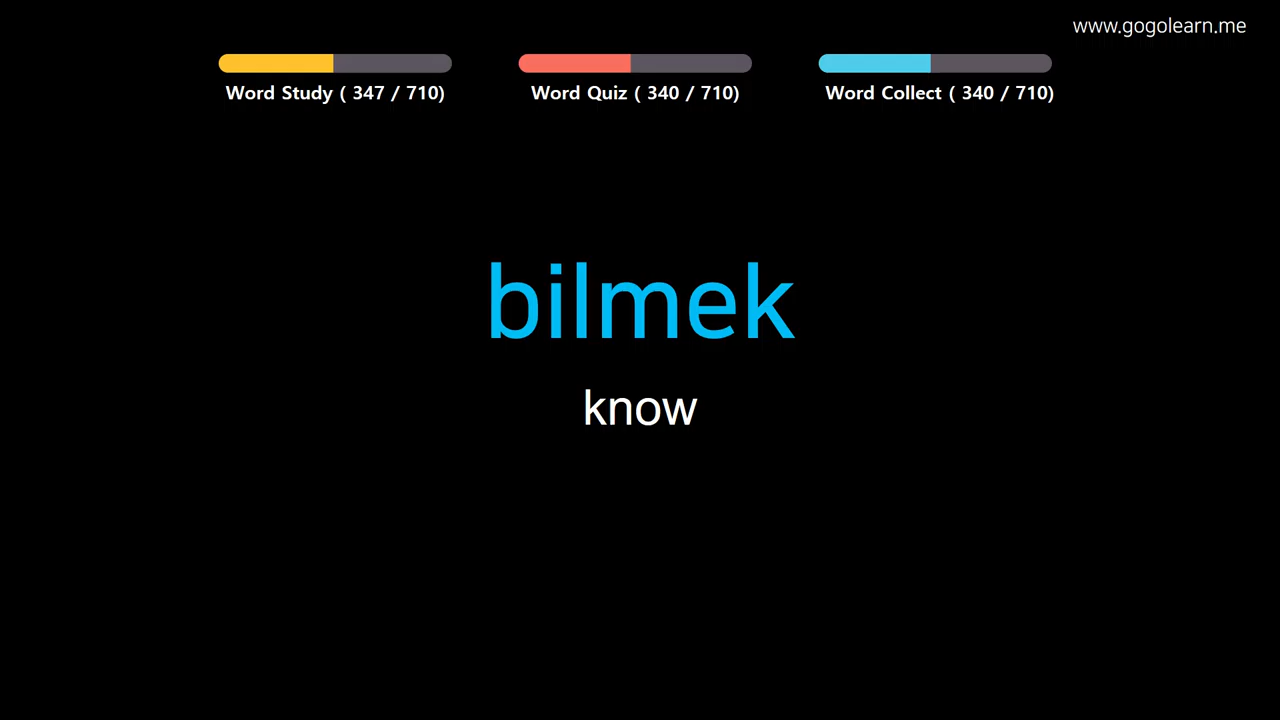 www.gogolearn.me
Word Study ( 347 / 710)
Word Quiz ( 340 / 710)
Word Collect ( 340 / 710)
bilmek
know